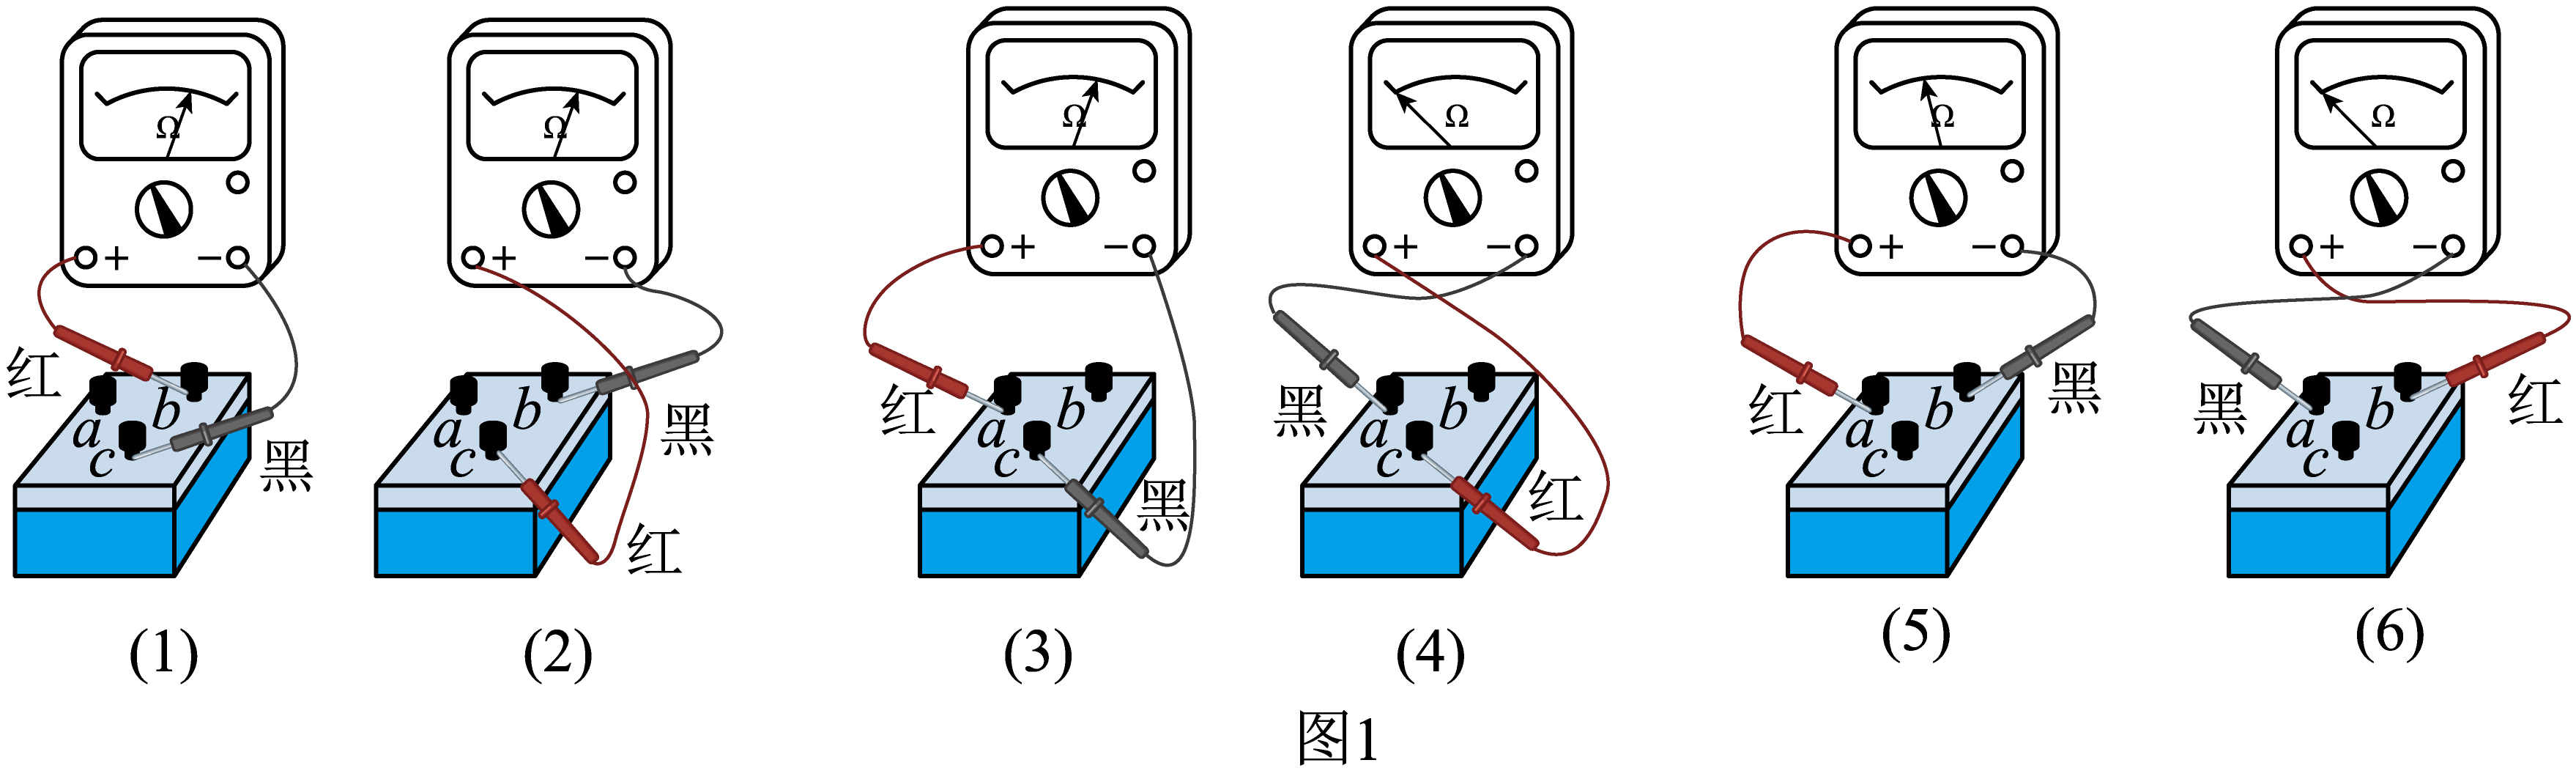 Ω Ω Ω Ω Ω Ω
+ − + − + − + − + − + −
红 a b c 黑
a b c 黑 红
红 a b c 黑
黑 a b c 红
红 a b c 黑
黑 a b c 红
(1) (2) (3) (4) (5) (6)
图1